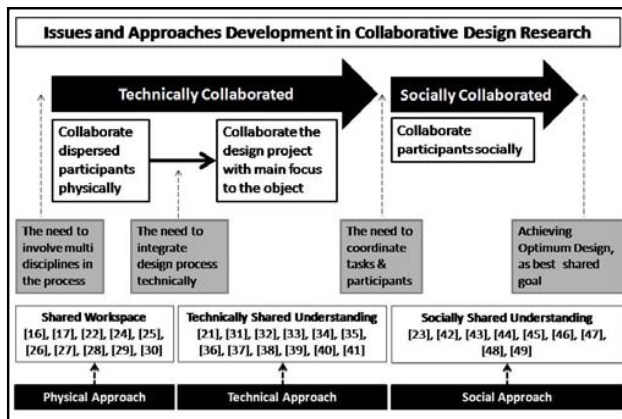 Issues and Approaches Development in Collaborative Design Research
Technically Collaborated
Socially Collaborated
Collaborate
dispersed
participants
physically
Collaborate the
design project
with main focus
to the object
Collaborate
participants socially
The need to
involve multi
disciplines in
the process
The need to
integrate
design process
technically
The need to
coordinate
tasks &
participants
Achieving
Optimum Design,
as best shared
goal
Shared Workspace
[16], [17], [22], [24], [25],
[26], [27], [28], [29], [30]
Technically Shared Understanding
[21], [31], [32], [33], [34], [35],
[36], [37], [38], [39], [40], [41]
Socially Shared Understanding
[23], [42], [43], [44], [45], [46], [47],
[48], [49]
Physical Approach
Technical Approach
Social Approach